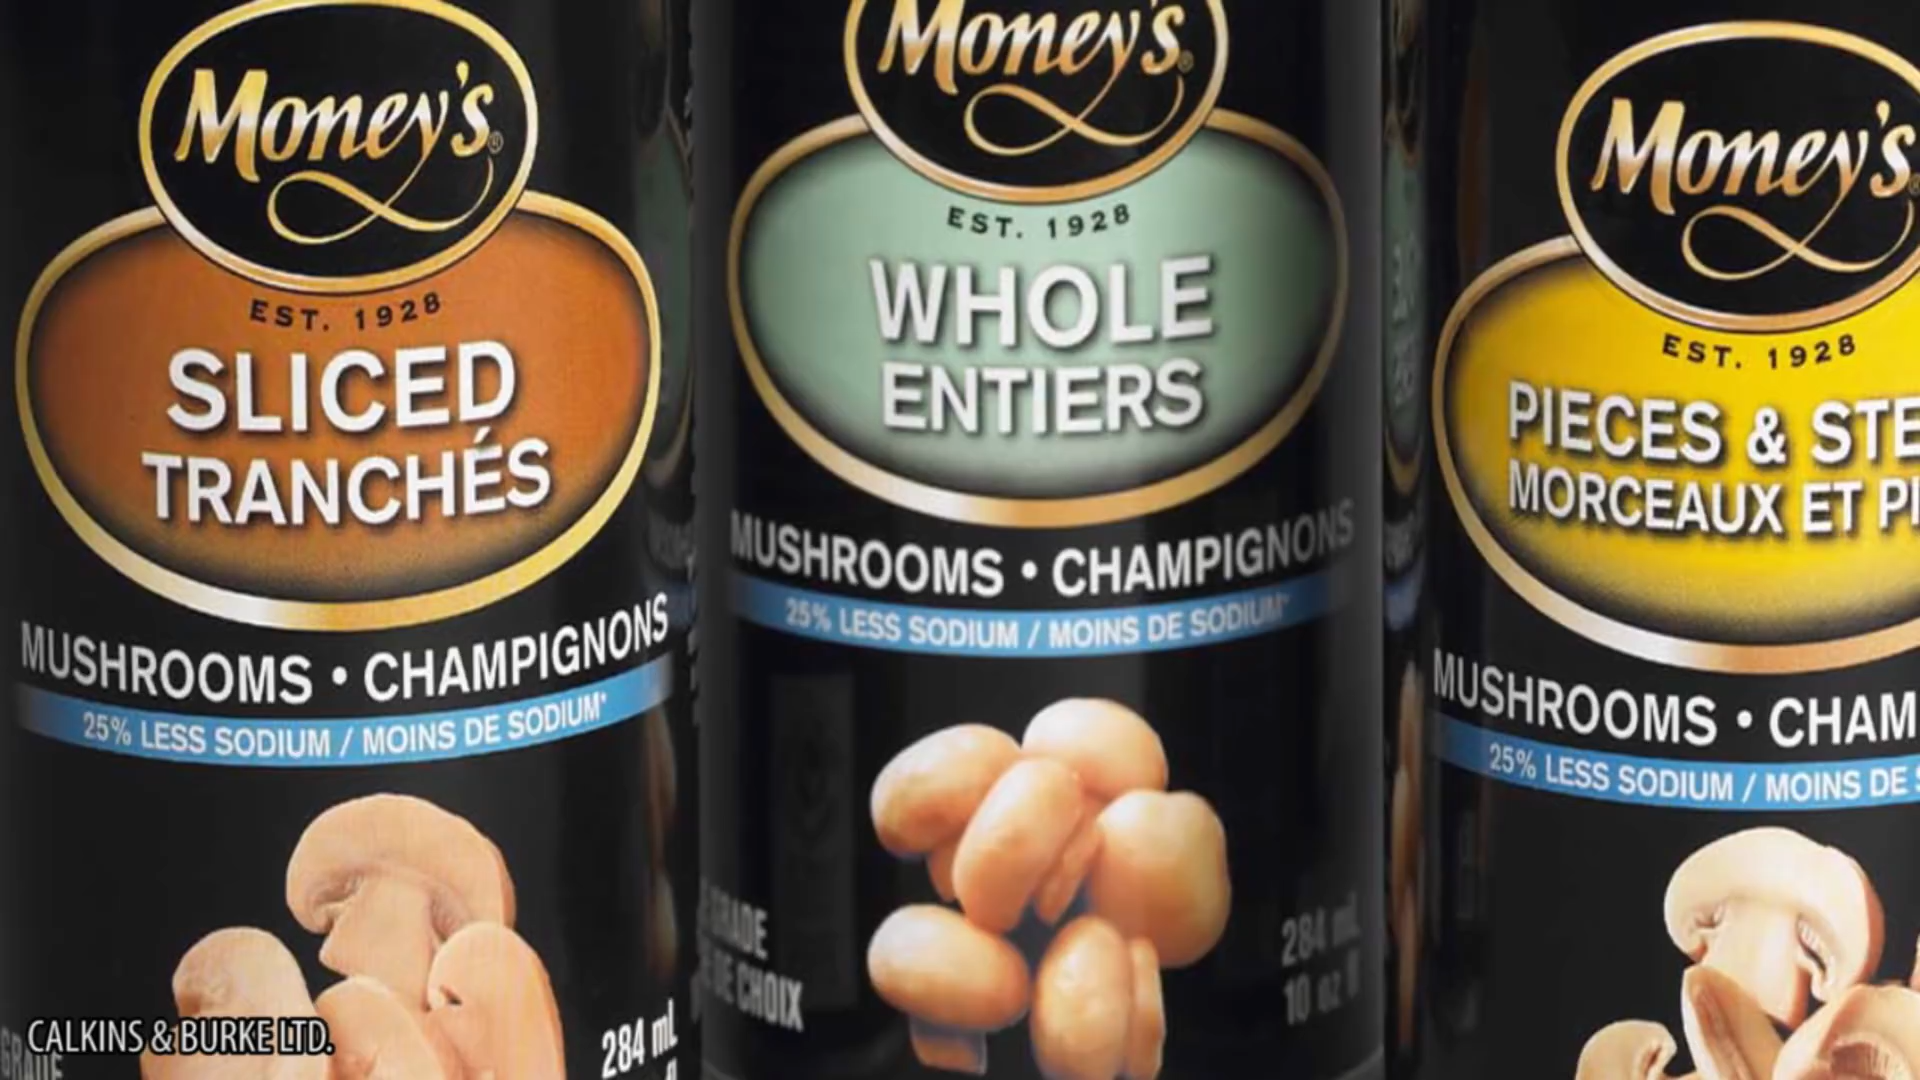 Money's®
EST. 1928
SLICED
TRANCHÉS
MUSHROOMS • CHAMPIGNONS
25% LESS SODIUM / MOINS DE SODIUM*
284 mL
GRADE
Money's®
EST. 1928
WHOLE
ENTIERS
MUSHROOMS • CHAMPIGNONS
25% LESS SODIUM / MOINS DE SODIUM*
GRADE
DE CHOIX
284 mL
10 oz fl
Money's
EST. 1928
PIECES & STE
MORCEAUX ET PI
MUSHROOMS • CHAM
25% LESS SODIUM / MOINS DE S
CALKINS & BURKE LTD.